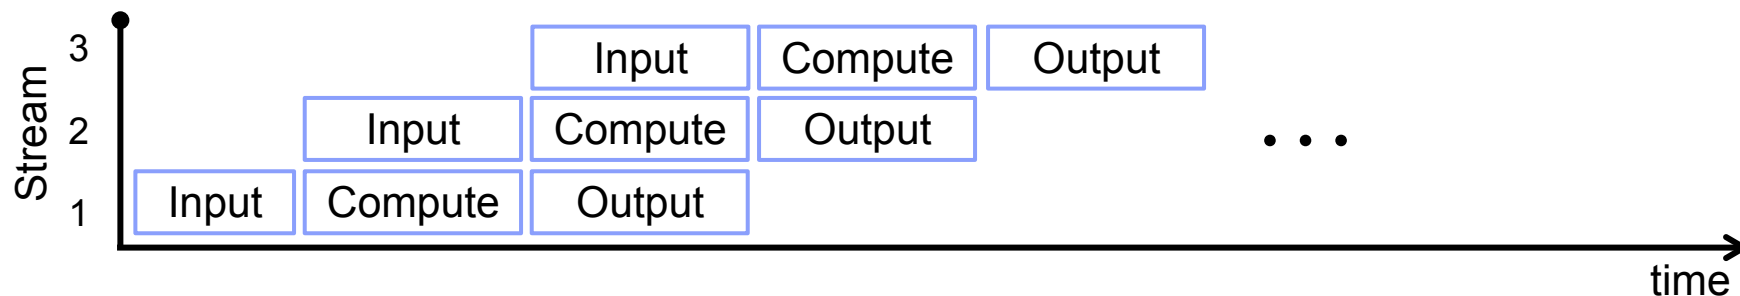 Stream
3 Input Compute Output
2 Input Compute Output
1 Input Compute Output
. . .
time